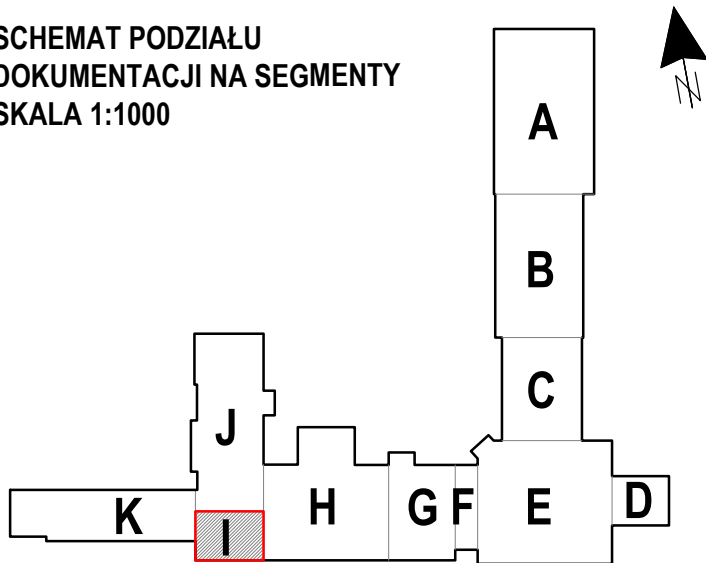 SCHEMAT PODZIAŁU
DOKUMENTACJI NA SEGMENTY
SKALA 1:1000
N
A
B
C
J
K
I
H
G
F
E
D